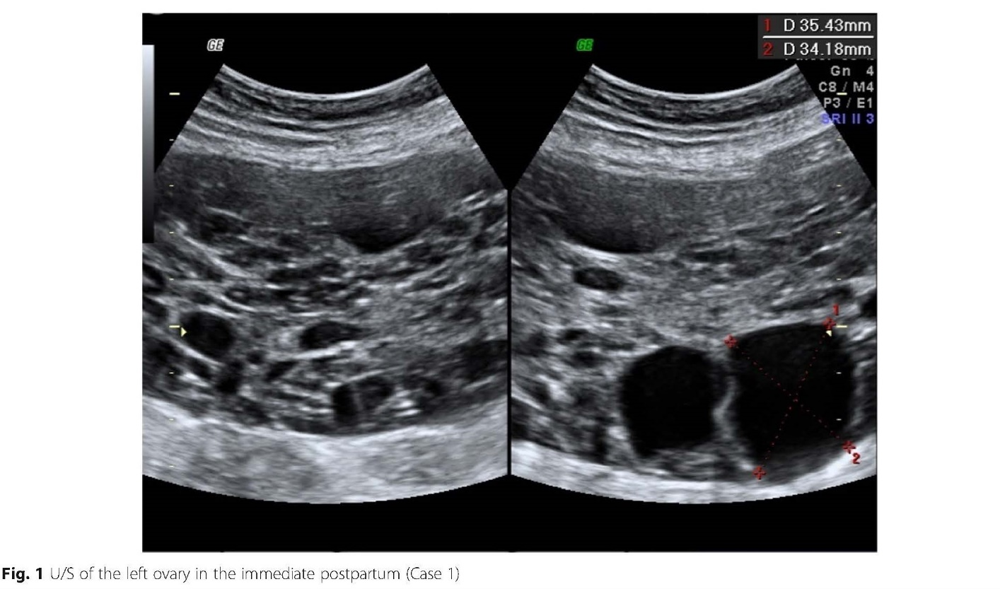 GE
GE
1 D 35.43mm
2 D 34.18mm
Gn 4
C8 / M4
P3 / E1
SRI II 3
1
2
Fig. 1 U/S of the left ovary in the immediate postpartum (Case 1)